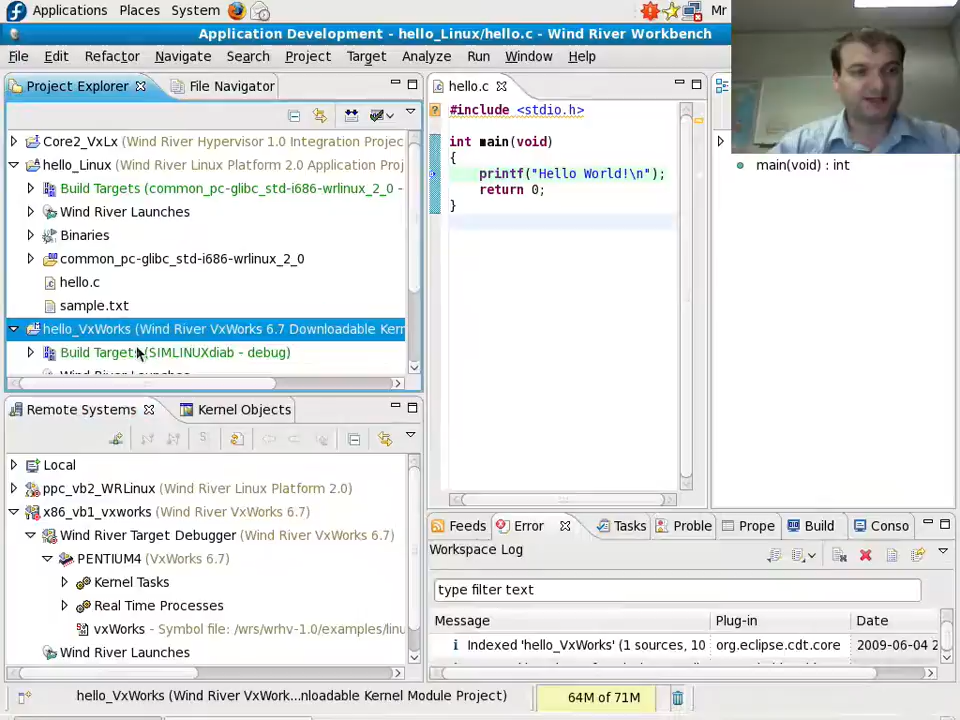 Applications Places System Mr
Application Development - hello_Linux/hello.c - Wind River Workbench
File Edit Refactor Navigate Search Project Target Analyze Run Window Help
Project Explorer File Navigator
Core2_VxLx (Wind River Hypervisor 1.0 Integration Projec
hello_Linux (Wind River Linux Platform 2.0 Application Proj
Build Targets (common_pc-glibc_std-i686-wrlinux_2_0 -
Wind River Launches
Binaries
common_pc-glibc_std-i686-wrlinux_2_0
hello.c
sample.txt
hello_VxWorks (Wind River VxWorks 6.7 Downloadable Kern
Build Targets (SIMLINUXdiab - debug)
Wind River Launches
hello.c
#include <stdio.h>
int main(void)
{
printf("Hello World!\n");
return 0;
}
main(void) : int
Remote Systems Kernel Objects
Local
ppc_vb2_WRLinux (Wind River Linux Platform 2.0)
x86_vb1_vxworks (Wind River VxWorks 6.7)
Wind River Target Debugger (Wind River VxWorks 6.7)
PENTIUM4 (VxWorks 6.7)
Kernel Tasks
Real Time Processes
vxWorks - Symbol file: /wrs/wrhv-1.0/examples/linu
Wind River Launches
Feeds Error Tasks Proble Prope Build Conso
Workspace Log
type filter text
Message Plug-in Date
Indexed 'hello_VxWorks' (1 sources, 10 org.eclipse.cdt.core 2009-06-04 2
hello_VxWorks (Wind River VxWork...nloadable Kernel Module Project) 64M of 71M